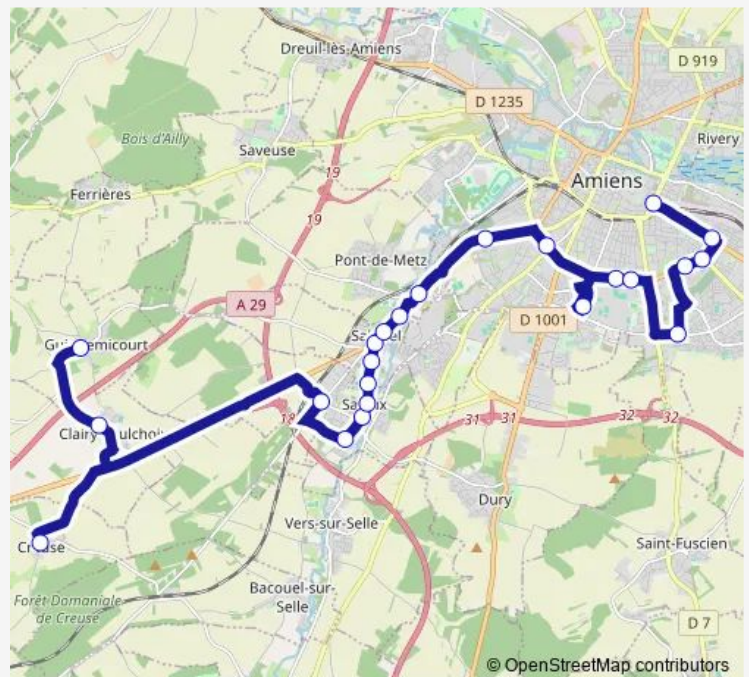 Dreuil-lès-Amiens
D 919
D 1235
Bois d'Ailly
Rivery
Saveuse
Amiens
Ferrières
19
19
Pont-de-Metz
A 29
D 1001
18
31
31
32
32
Dury
Vers-sur-Selle
Saint-Fuscien
Bacouel-sur-
Selle
Forêt Domaniale
de Creuse
D 7
© OpenStreetMap contributors